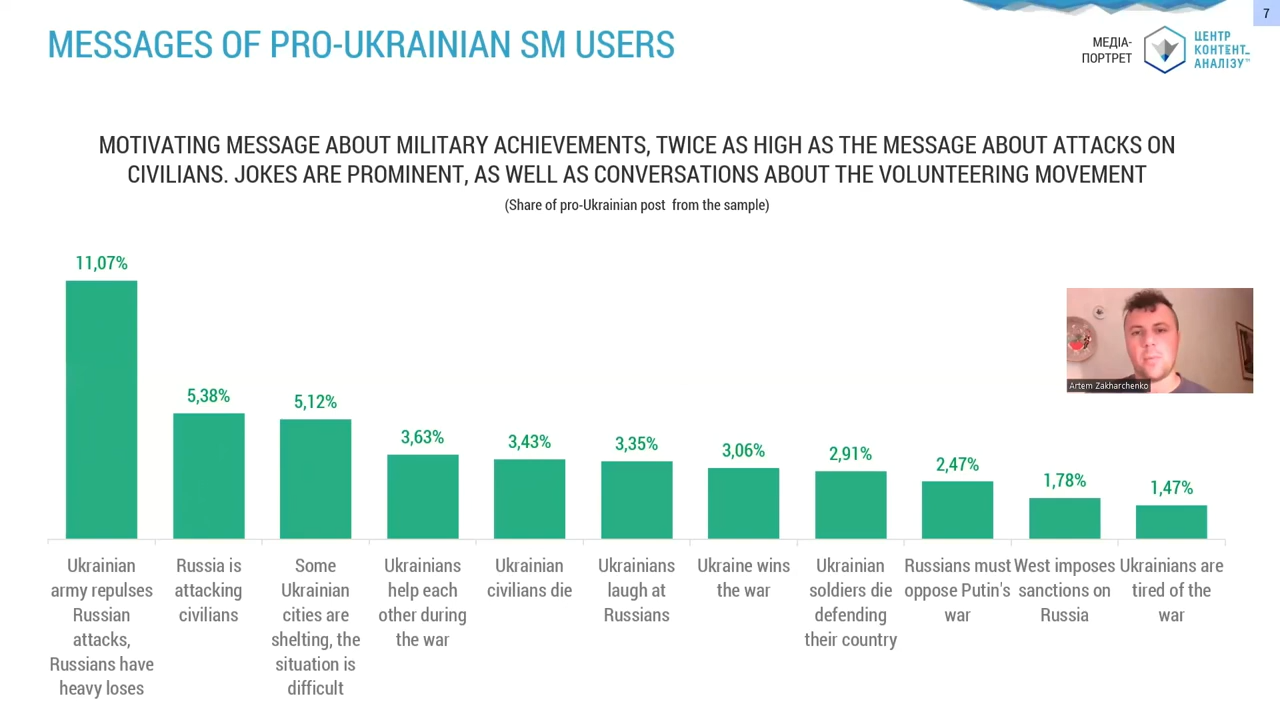 7
MESSAGES OF PRO-UKRAINIAN SM USERS
МЕДІА-
ПОРТРЕТ
ЦЕНТР
КОНТЕНТ_
АНАЛІЗУ™
MOTIVATING MESSAGE ABOUT MILITARY ACHIEVEMENTS, TWICE AS HIGH AS THE MESSAGE ABOUT ATTACKS ON
CIVILIANS. JOKES ARE PROMINENT, AS WELL AS CONVERSATIONS ABOUT THE VOLUNTEERING MOVEMENT
(Share of pro-Ukrainian post from the sample)
11,07%
5,38%
5,12%
3,63%
3,43%
3,35%
3,06%
2,91%
2,47%
1,78%
1,47%
Artem Zakharchenko
Ukrainian
army repulses
Russian
attacks,
Russians have
heavy loses
Russia is
attacking
civilians
Some
Ukrainian
cities are
shelting, the
situation is
difficult
Ukrainians
help each
other during
the war
Ukrainian
civilians die
Ukrainians
laugh at
Russians
Ukraine wins
the war
Ukrainian
soldiers die
defending
their country
Russians must
oppose Putin's
war
West imposes
sanctions on
Russia
Ukrainians are
tired of the
war